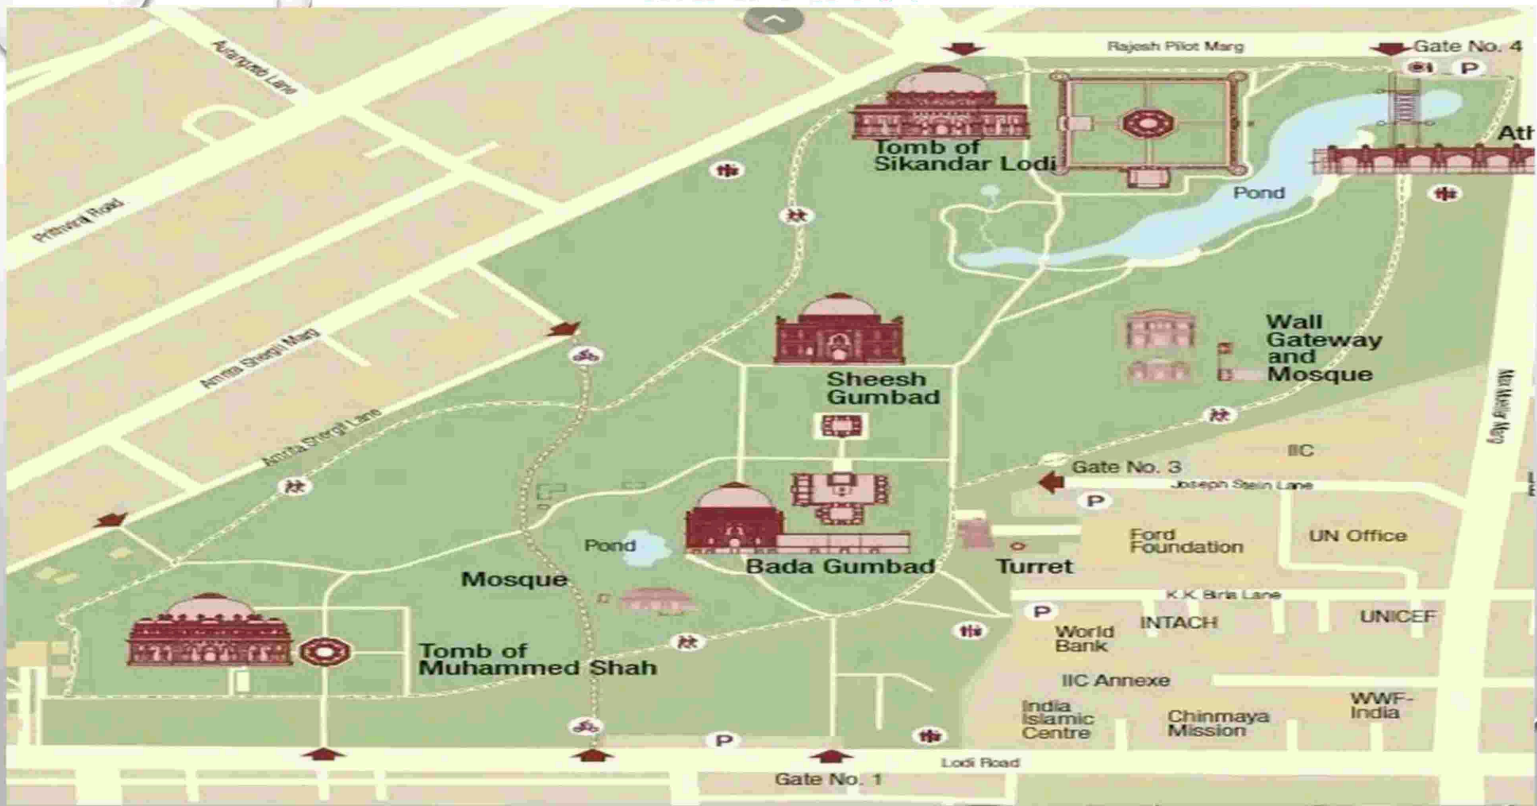 Aurangzeb Lane
Rajesh Pilot Marg
Gate No. 4
P
Tomb of
Sikandar Lodi
Ath
Prithviraj Road
Pond
Amrita Shergil Marg
Wall
Gateway
and
Mosque
Sheesh
Gumbad
Max Mueller Marg
Amrita Shergil Lane
IIC
Gate No. 3
Joseph Stein Lane
P
Ford
Foundation
UN Office
Pond
Bada Gumbad
Turret
Mosque
K.K. Birla Lane
P
World
Bank
INTACH
UNICEF
Tomb of
Muhammed Shah
IIC Annexe
India
Islamic
Centre
Chinmaya
Mission
WWF-
India
P
Lodi Road
Gate No. 1